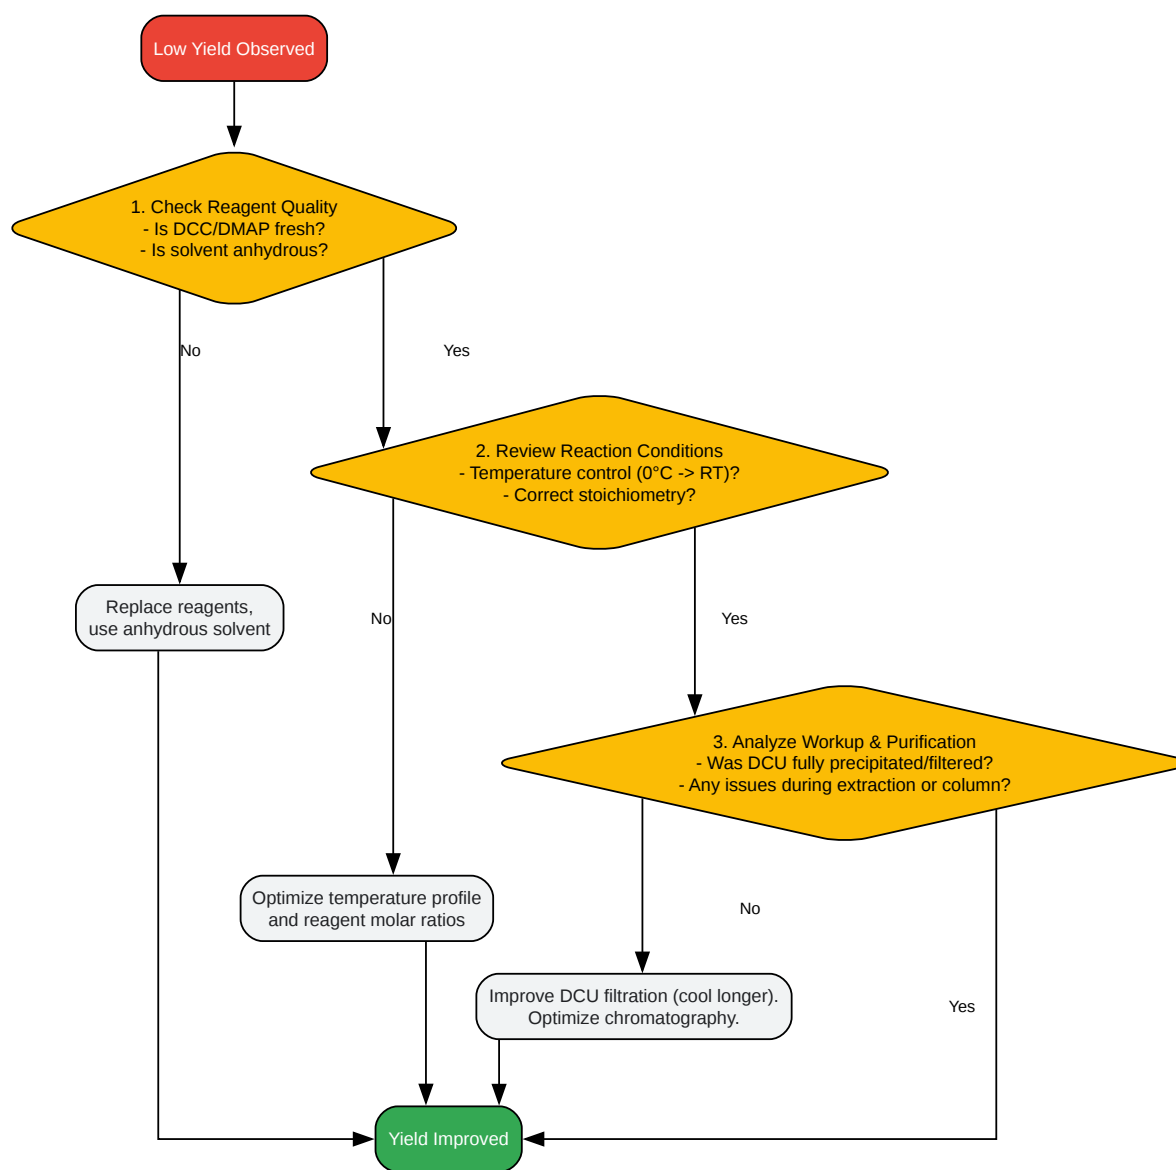 Low Yield Observed
1. Check Reagent Quality
- Is DCC/DMAP fresh?
- Is solvent anhydrous?
No
Yes
2. Review Reaction Conditions
- Temperature control (0°C -> RT)?
- Correct stoichiometry?
Replace reagents,
use anhydrous solvent
No
Yes
3. Analyze Workup & Purification
- Was DCU fully precipitated/filtered?
- Any issues during extraction or column?
Optimize temperature profile
and reagent molar ratios
No
Improve DCU filtration (cool longer).
Optimize chromatography.
Yes
Yield Improved